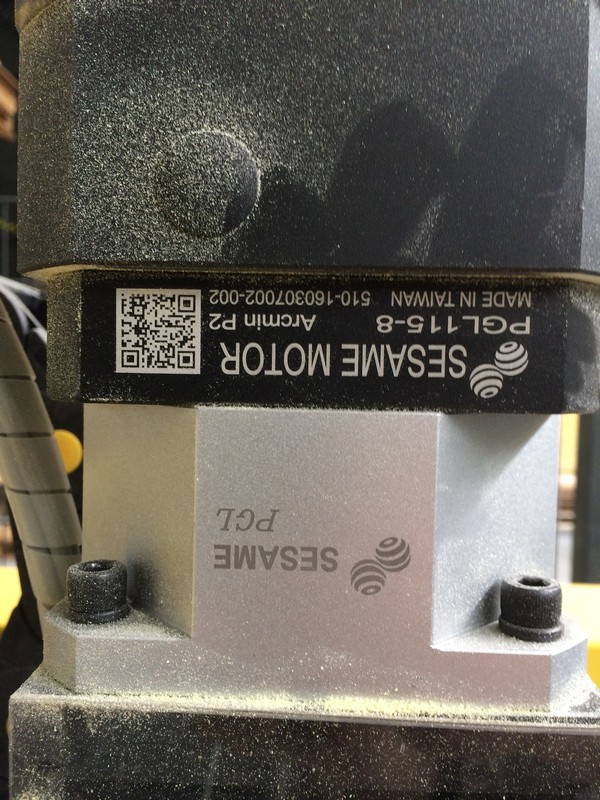 SESAME
PGL
SESAME MOTOR
PGL115-8 Arcmin P2
MADE IN TAIWAN 510-160307002-002